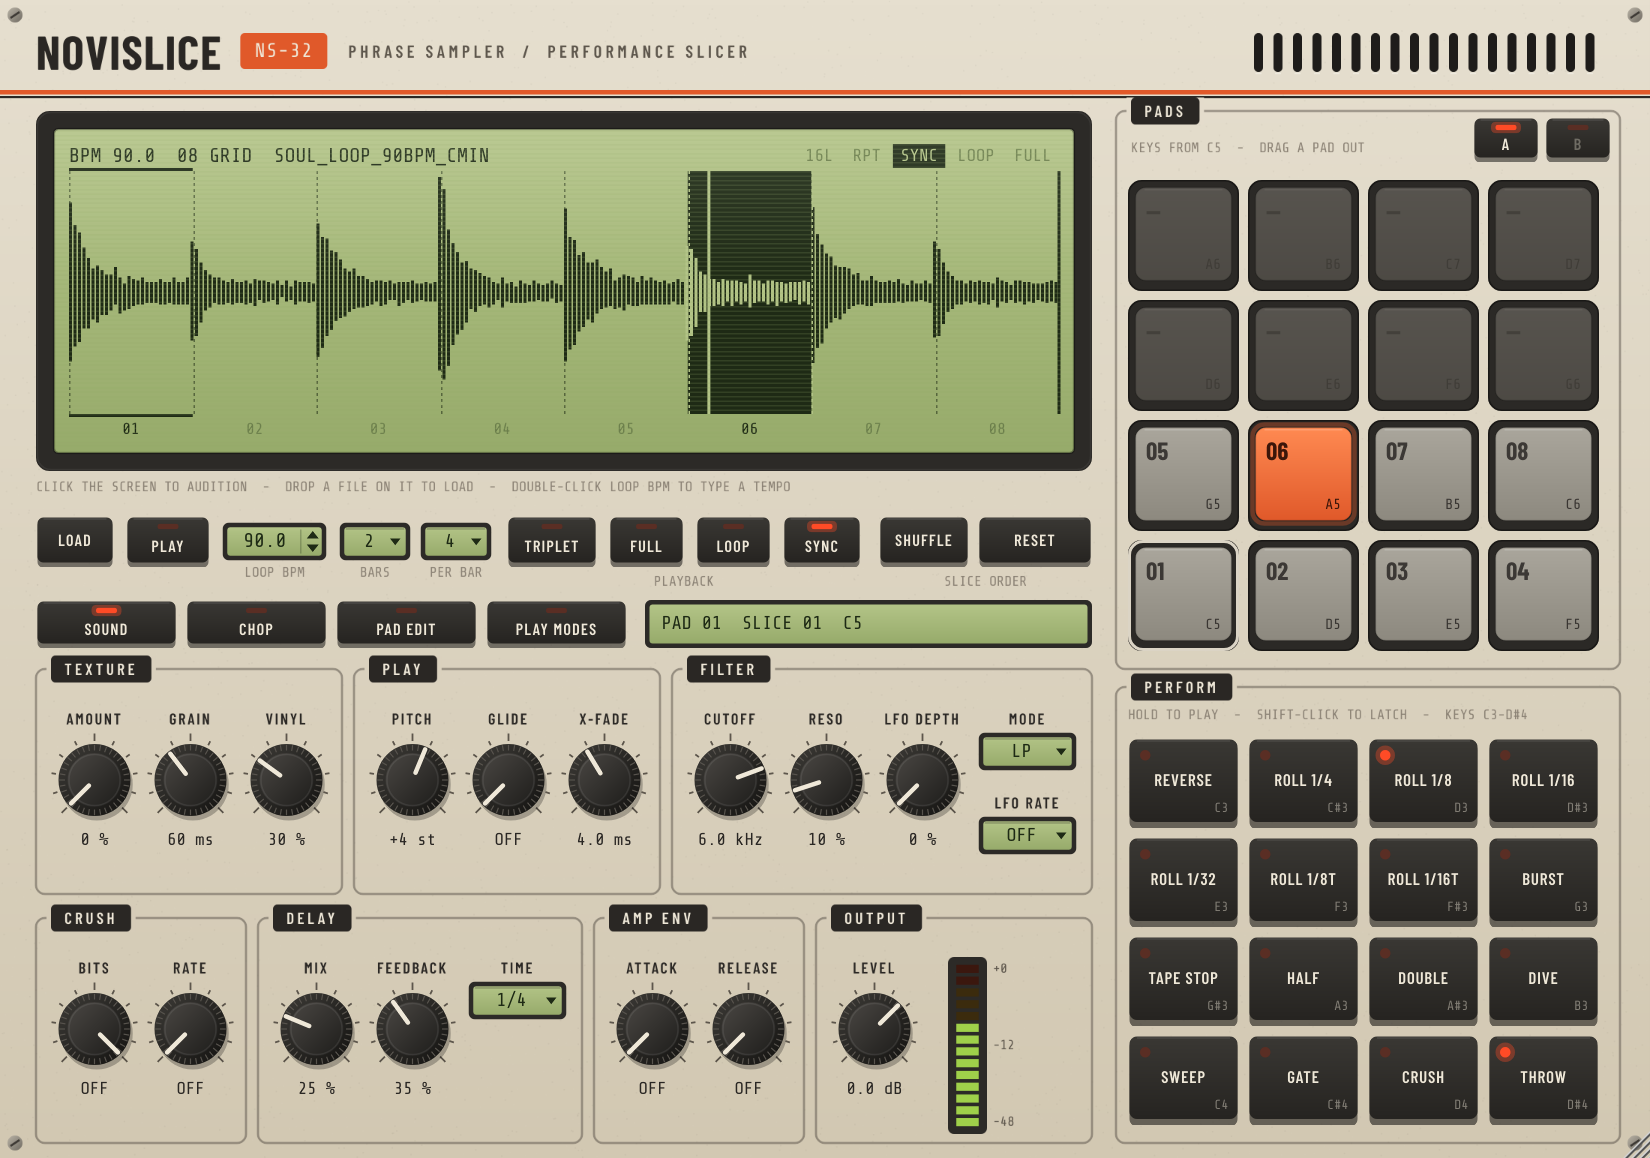 NOVISLICE NS-32 PHRASE SAMPLER / PERFORMANCE SLICER
BPM 90.0 08 GRID SOUL_LOOP_90BPM_CMIN 16L RPT SYNC LOOP FULL
01 02 03 04 05 06 07 08
CLICK THE SCREEN TO AUDITION - DROP A FILE ON IT TO LOAD - DOUBLE-CLICK LOOP BPM TO TYPE A TEMPO
LOAD PLAY 90.0 2 4 TRIPLET FULL LOOP SYNC SHUFFLE RESET
LOOP BPM BARS PER BAR PLAYBACK SLICE ORDER
SOUND CHOP PAD EDIT PLAY MODES PAD 01 SLICE 01 C5
TEXTURE
AMOUNT GRAIN VINYL
0 % 60 ms 30 %
PLAY
PITCH GLIDE X-FADE
+4 st OFF 4.0 ms
FILTER
CUTOFF RESO LFO DEPTH MODE
LP
LFO RATE
OFF
6.0 kHz 10 % 0 %
CRUSH
BITS RATE
OFF OFF
DELAY
MIX FEEDBACK TIME
1/4
25 % 35 %
AMP ENV
ATTACK RELEASE
OFF OFF
OUTPUT
LEVEL
+0
-12
-48
0.0 dB
PADS
KEYS FROM C5 - DRAG A PAD OUT A B
A6 B6 C7 D7
D6 E6 F6 G6
05 06 07 08
G5 A5 B5 C6
01 02 03 04
C5 D5 E5 F5
PERFORM
HOLD TO PLAY - SHIFT-CLICK TO LATCH - KEYS C3-D#4
REVERSE ROLL 1/4 ROLL 1/8 ROLL 1/16
C3 C#3 D3 D#3
ROLL 1/32 ROLL 1/8T ROLL 1/16T BURST
E3 F3 F#3 G3
TAPE STOP HALF DOUBLE DIVE
G#3 A3 A#3 B3
SWEEP GATE CRUSH THROW
C4 C#4 D4 D#4